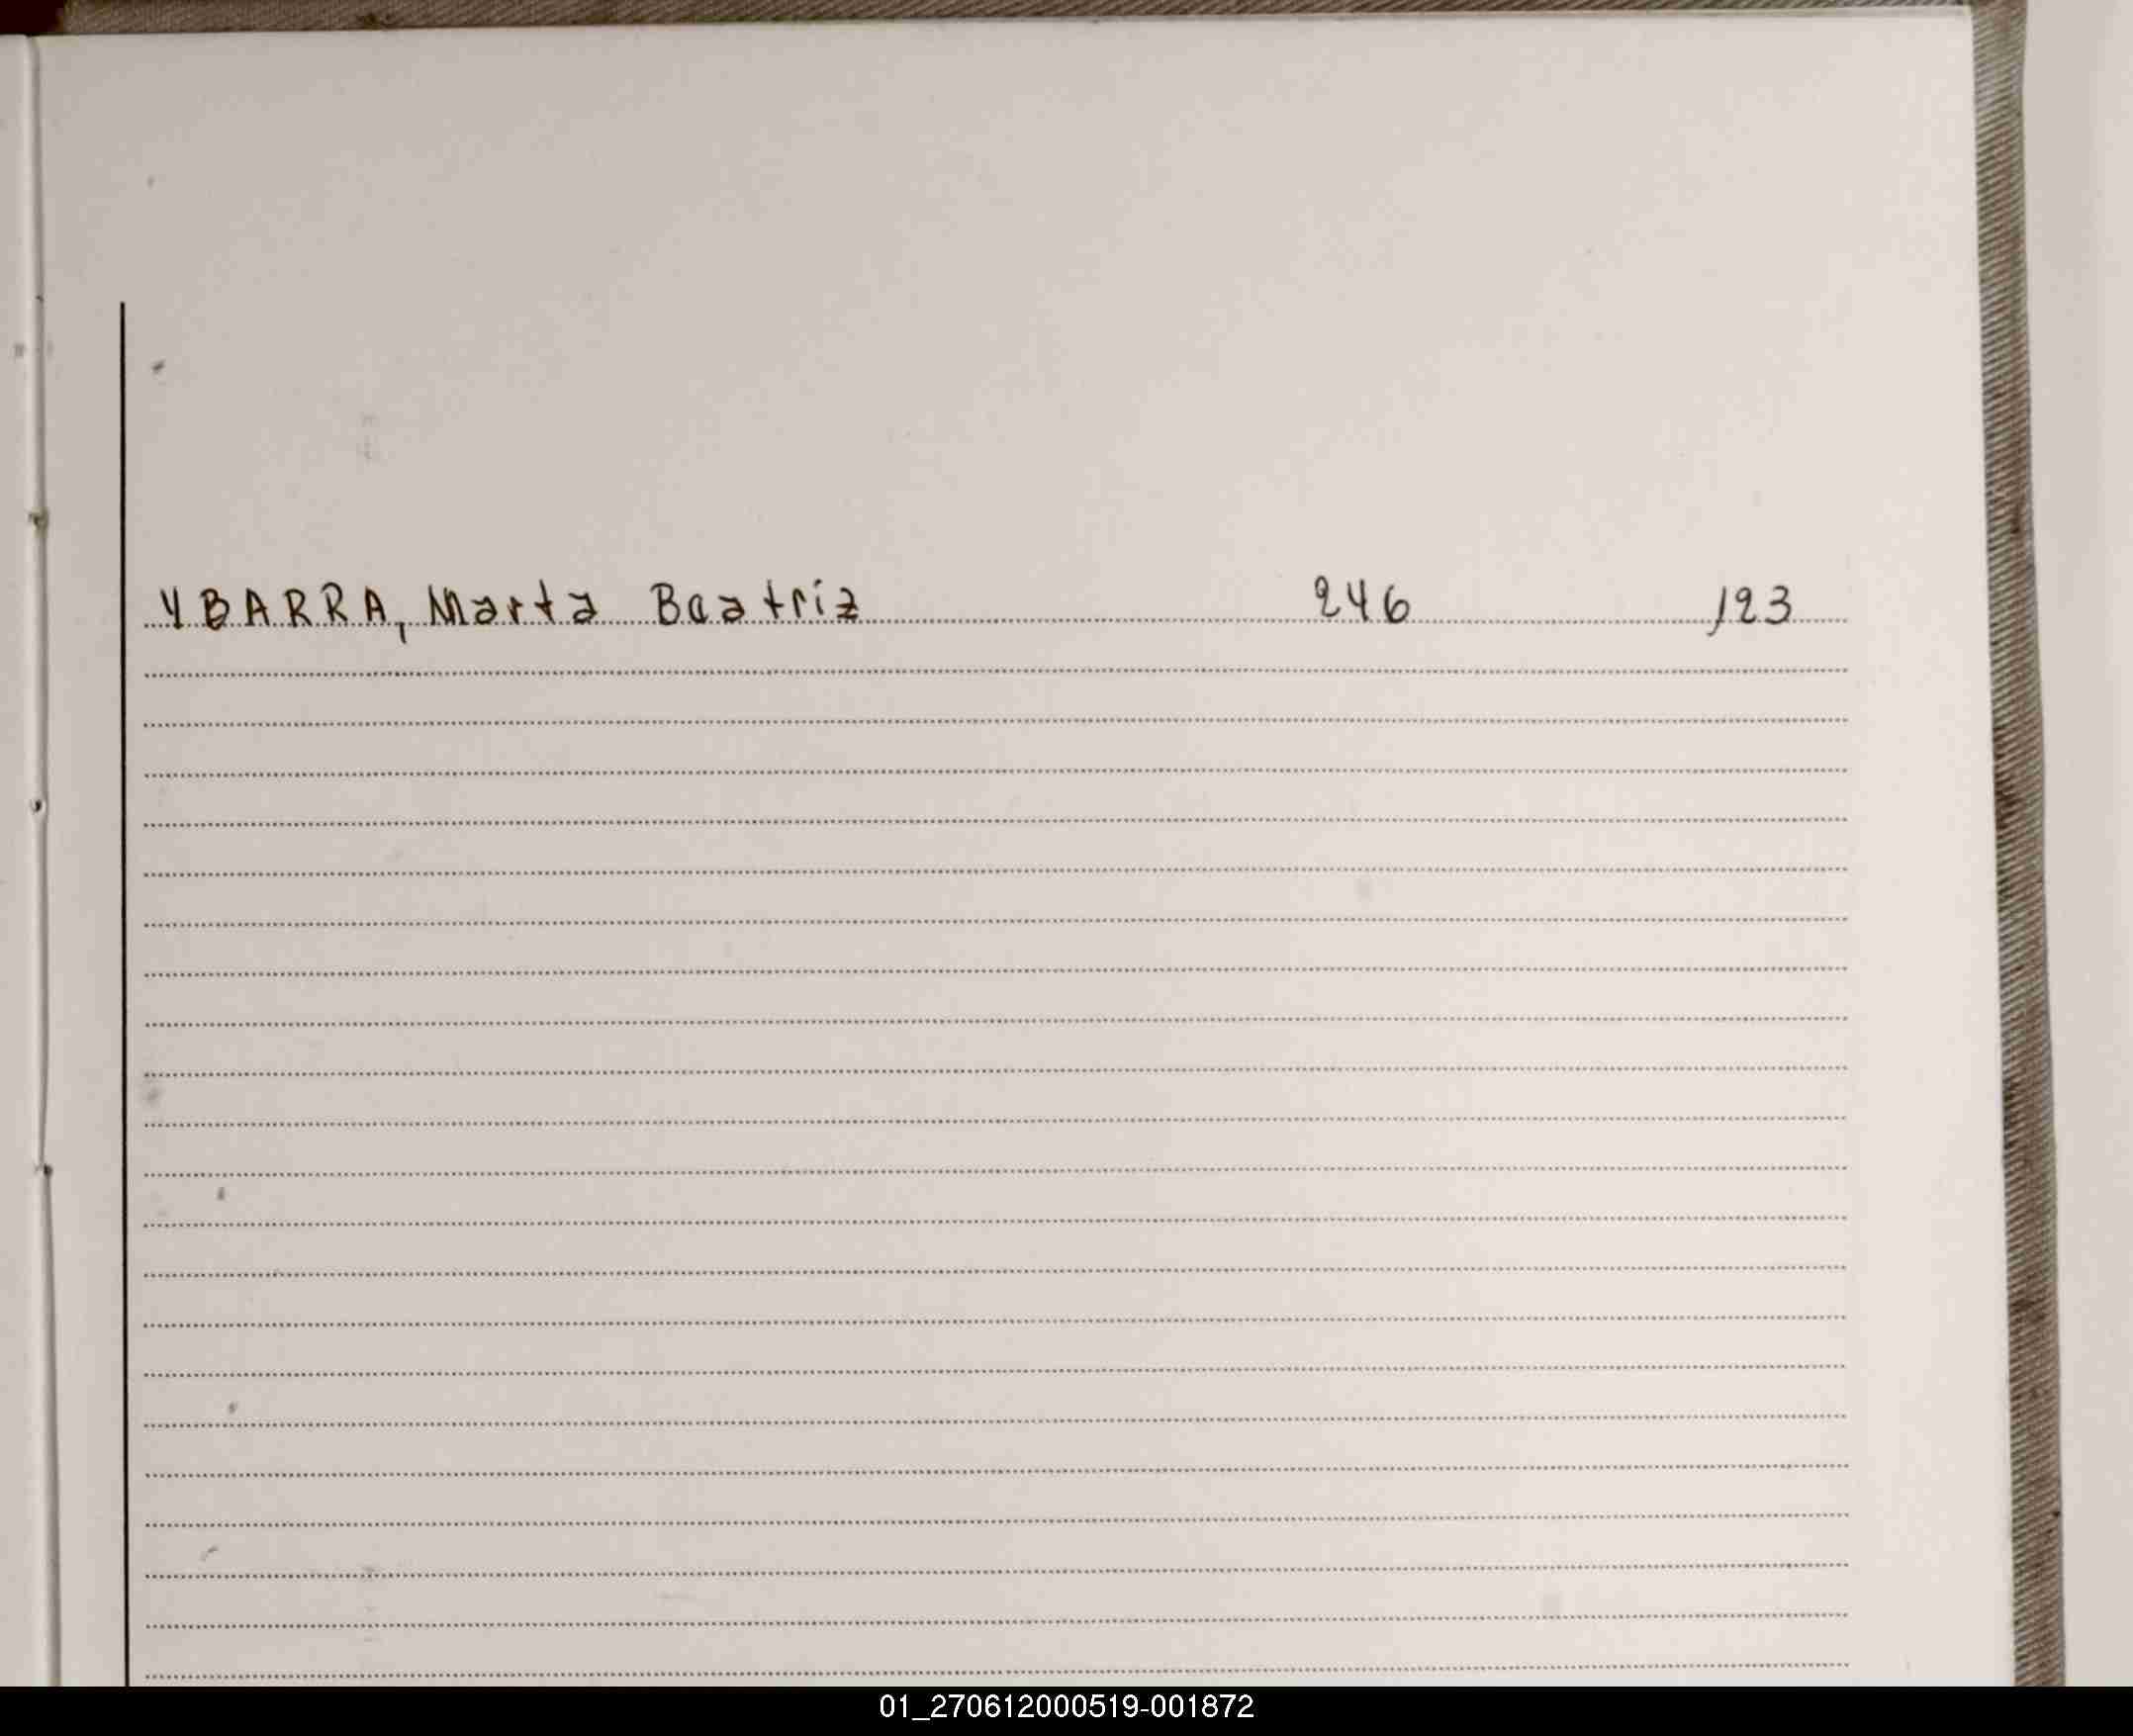 YBARRA, Marta Beatriz 246 123
01_270612000519-001872